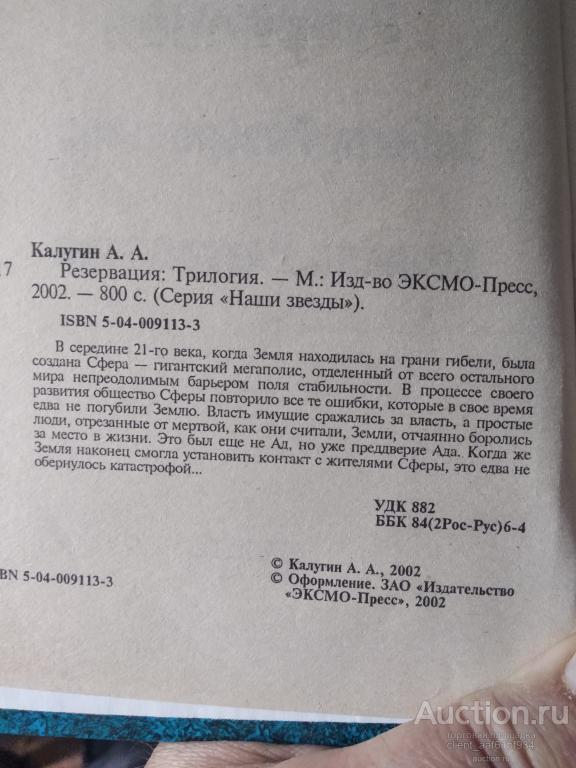 Калугин А. А.
17
Резервация: Трилогия. — М.: Изд-во ЭКСМО-Пресс,
2002. — 800 с. (Серия «Наши звезды»).
ISBN 5-04-009113-3
В середине 21-го века, когда Земля находилась на грани гибели, была
создана Сфера — гигантский мегаполис, отделенный от всего остального
мира непреодолимым барьером поля стабильности. В процессе своего
развития общество Сферы повторило все те ошибки, которые в свое время
едва не погубили Землю. Власть имущие сражались за власть, а простые
люди, отрезанные от мертвой, как они считали, Земли, отчаянно боролись
за место в жизни. Это был еще не Ад, но уже преддверие Ада. Когда же
Земля наконец смогла установить контакт с жителями Сферы, это едва не
обернулось катастрофой...
УДК 882
ББК 84(2Рос-Рус)6-4
© Калугин А. А., 2002
BN 5-04-009113-3
© Оформление. ЗАО «Издательство
«ЭКСМО-Пресс», 2002
Auction.ru
торговая площадка
auction.ru